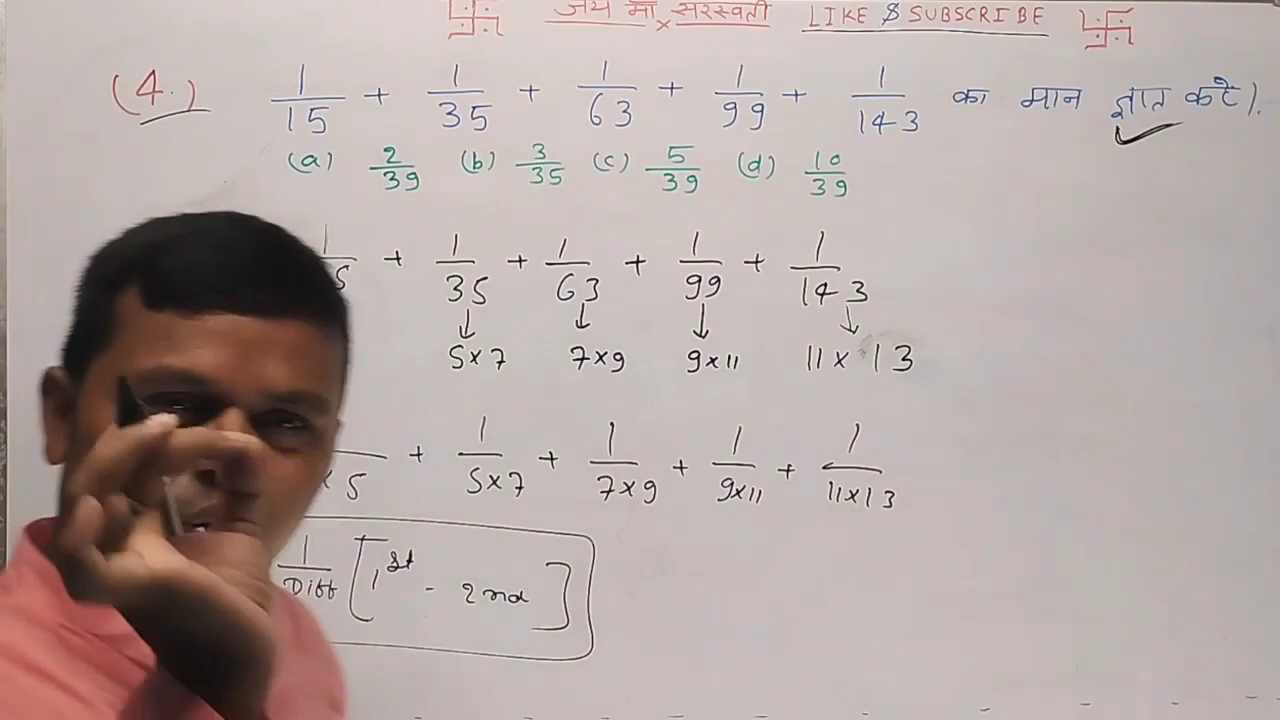 जय माँ सरस्वती LIKE $ SUBSCRIBE
(4.) 1/15 + 1/35 + 1/63 + 1/99 + 1/143 का मान ज्ञात करें।
(a) 2/39 (b) 3/35 (c) 5/39 (d) 10/39
+ 1/35 + 1/63 + 1/99 + 1/143
5×7 7×9 9×11 11×13
+ 1/5×7 + 1/7×9 + 1/9×11 + 1/11×13
1/Diff [1st - 2nd]